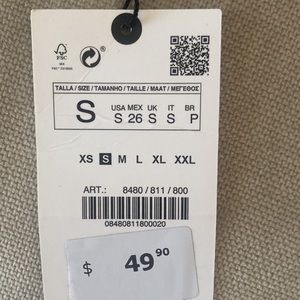 FSC
TALLA / SIZE / TAMANHO / TAILLE / MAAT / ΜΕΓΕΘΟΣ
S USA MEX UK IT BR
S 26 S S P
XS S M L XL XXL
ART.: 8480 / 811 / 800
08480811800020
$ 49 90